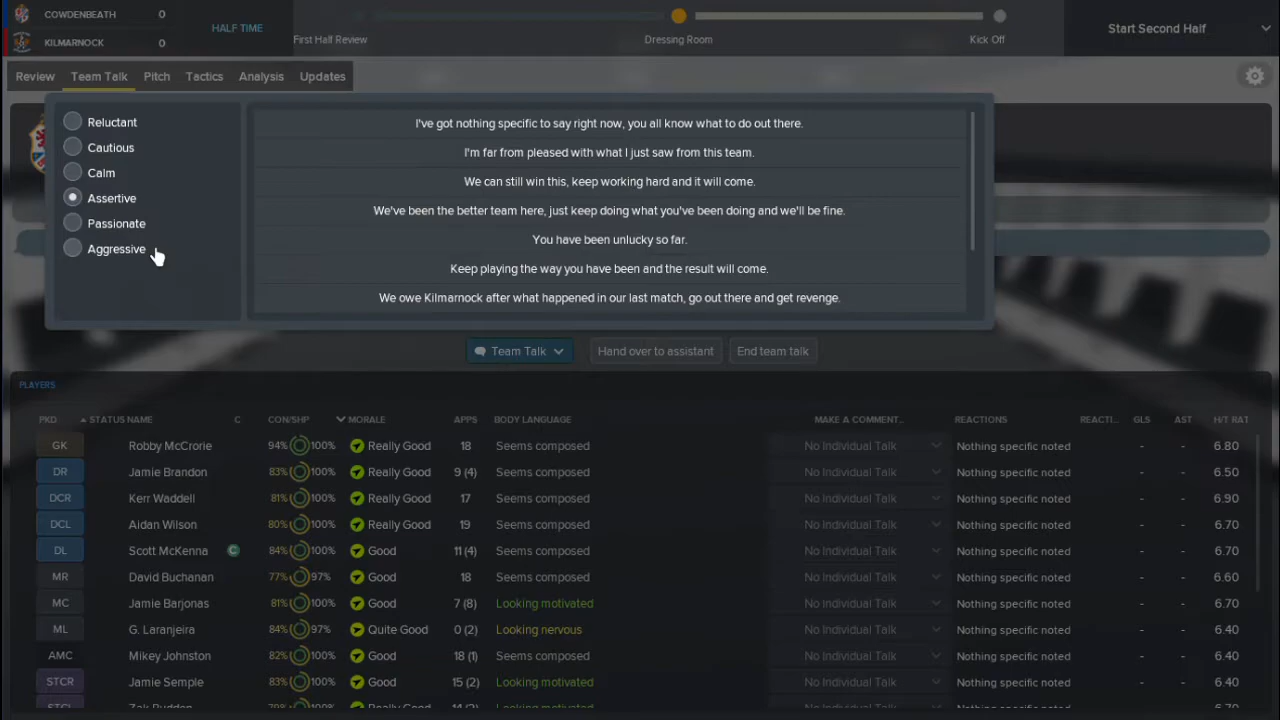 COWDENBEATH 0
KILMARNOCK 0
HALF TIME
First Half Review
Dressing Room
Kick Off
Start Second Half
Review Team Talk Pitch Tactics Analysis Updates
Reluctant
Cautious
Calm
Assertive
Passionate
Aggressive
I've got nothing specific to say right now, you all know what to do out there.
I'm far from pleased with what I just saw from this team.
We can still win this, keep working hard and it will come.
We've been the better team here, just keep doing what you've been doing and we'll be fine.
You have been unlucky so far.
Keep playing the way you have been and the result will come.
We owe Kilmarnock after what happened in our last match, go out there and get revenge.
Team Talk Hand over to assistant End team talk
PLAYERS
PKD STATUS NAME C CON/SHP MORALE APPS BODY LANGUAGE MAKE A COMMENT... REACTIONS REACTI... GLS AST H/T RAT
GK Robby McCrorie 94% 100% Really Good 18 Seems composed No Individual Talk Nothing specific noted - - 6.80
DR Jamie Brandon 83% 100% Really Good 9 (4) Seems composed No Individual Talk Nothing specific noted - - 6.50
DCR Kerr Waddell 81% 100% Really Good 17 Seems composed No Individual Talk Nothing specific noted - - 6.90
DCL Aidan Wilson 80% 100% Really Good 19 Seems composed No Individual Talk Nothing specific noted - - 6.70
DL Scott McKenna C 84% 100% Good 11 (4) Seems composed No Individual Talk Nothing specific noted - - 6.70
MR David Buchanan 77% 97% Good 18 Seems composed No Individual Talk Nothing specific noted - - 6.60
MC Jamie Barjonas 81% 100% Good 7 (8) Looking motivated No Individual Talk Nothing specific noted - - 6.70
ML G. Laranjeira 84% 97% Quite Good 0 (2) Looking nervous No Individual Talk Nothing specific noted - - 6.40
AMC Mikey Johnston 82% 100% Good 18 (1) Seems composed No Individual Talk Nothing specific noted - - 6.40
STCR Jamie Semple 83% 100% Good 15 (2) Looking motivated No Individual Talk Nothing specific noted - - 6.40